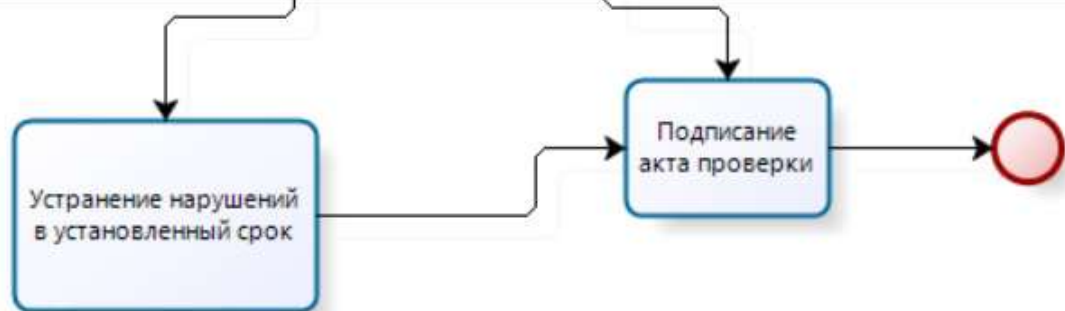 Подписание
акта проверки
Устранение нарушений
в установленный срок